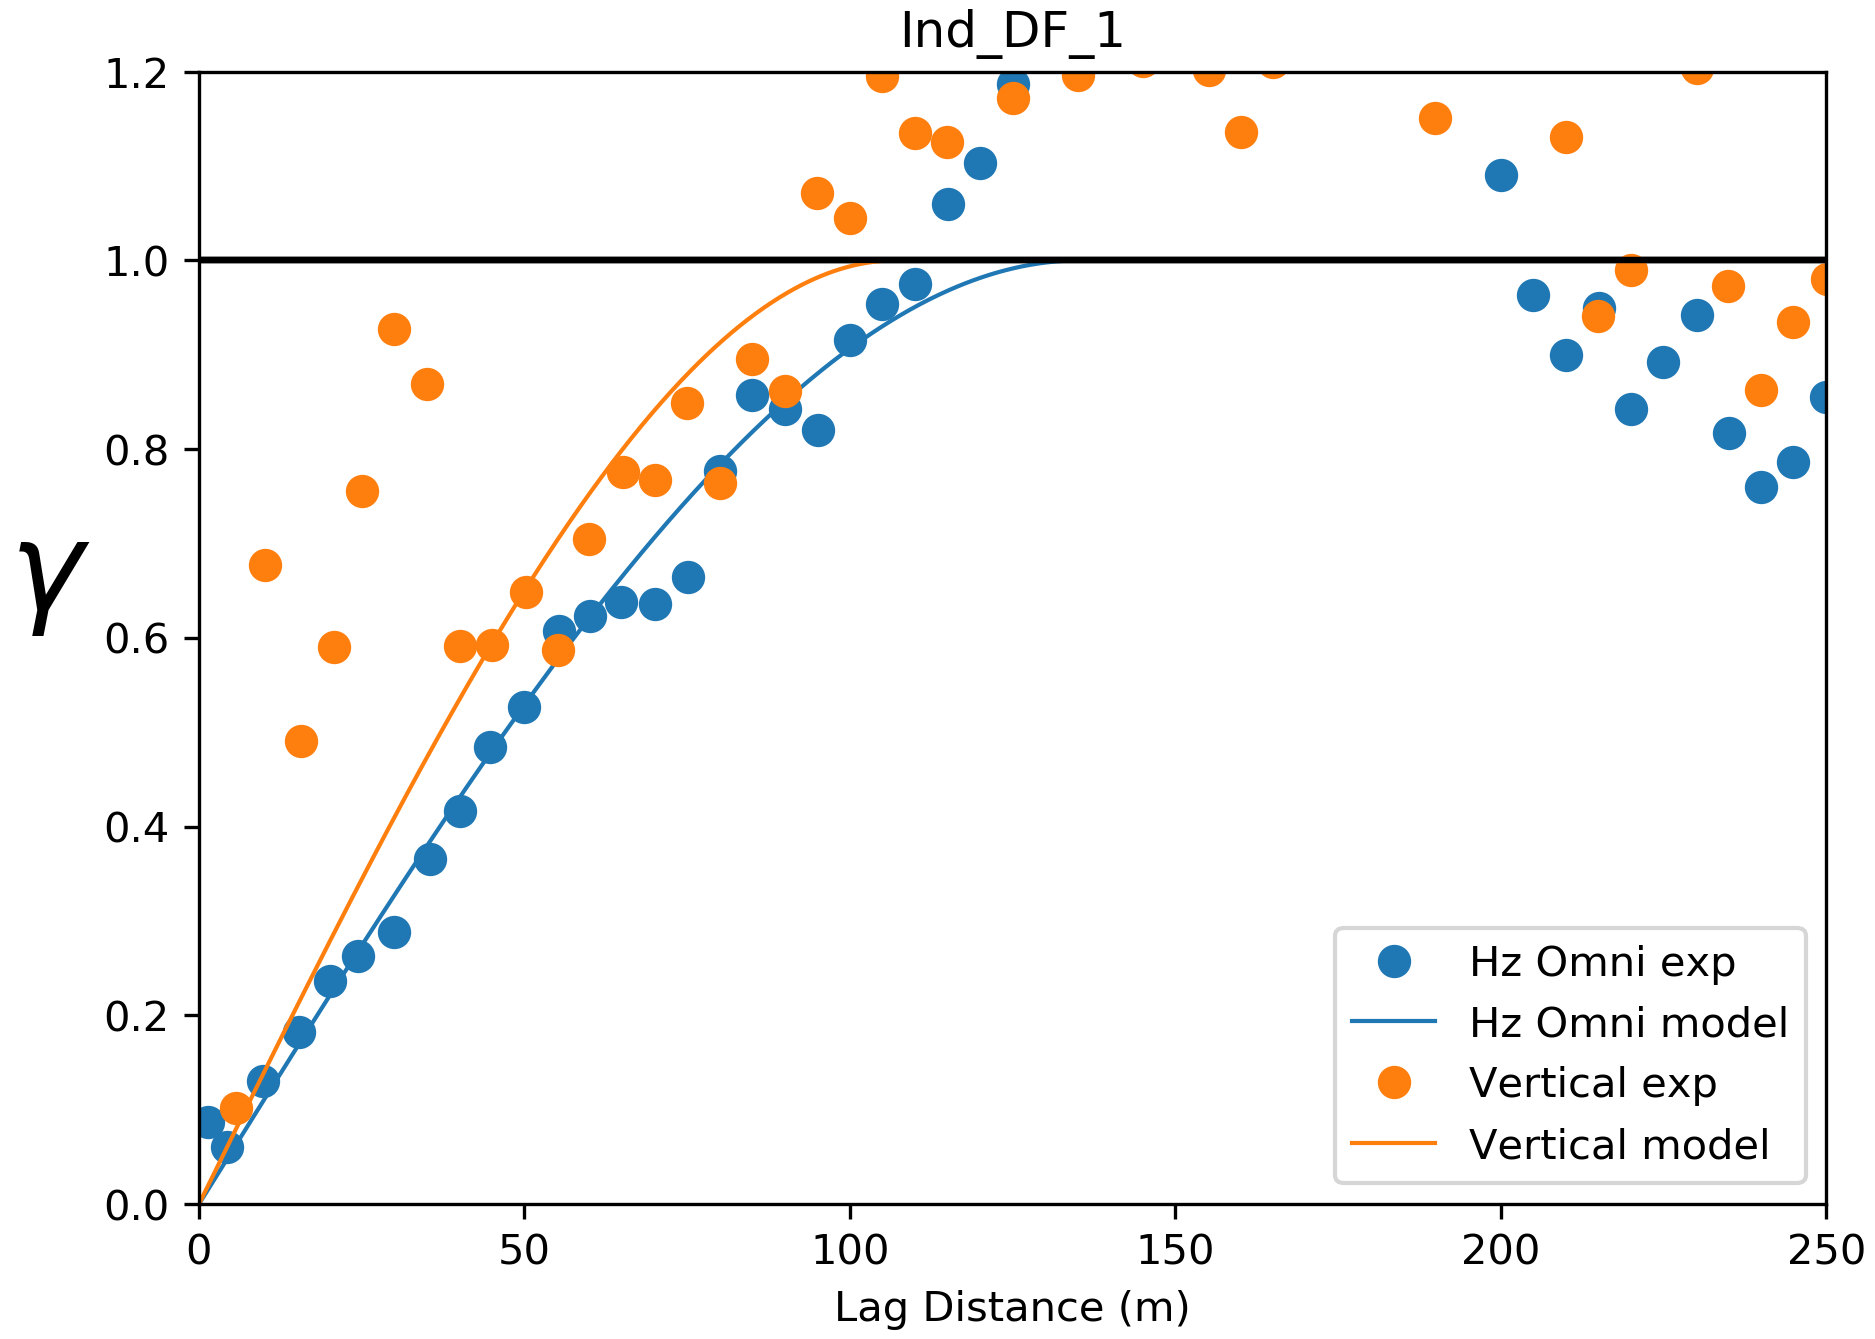 Ind_DF_1
1.2
1.0
0.8
0.6
0.4
0.2
0.0
γ
0 50 100 150 200 250
Lag Distance (m)
Hz Omni exp
Hz Omni model
Vertical exp
Vertical model